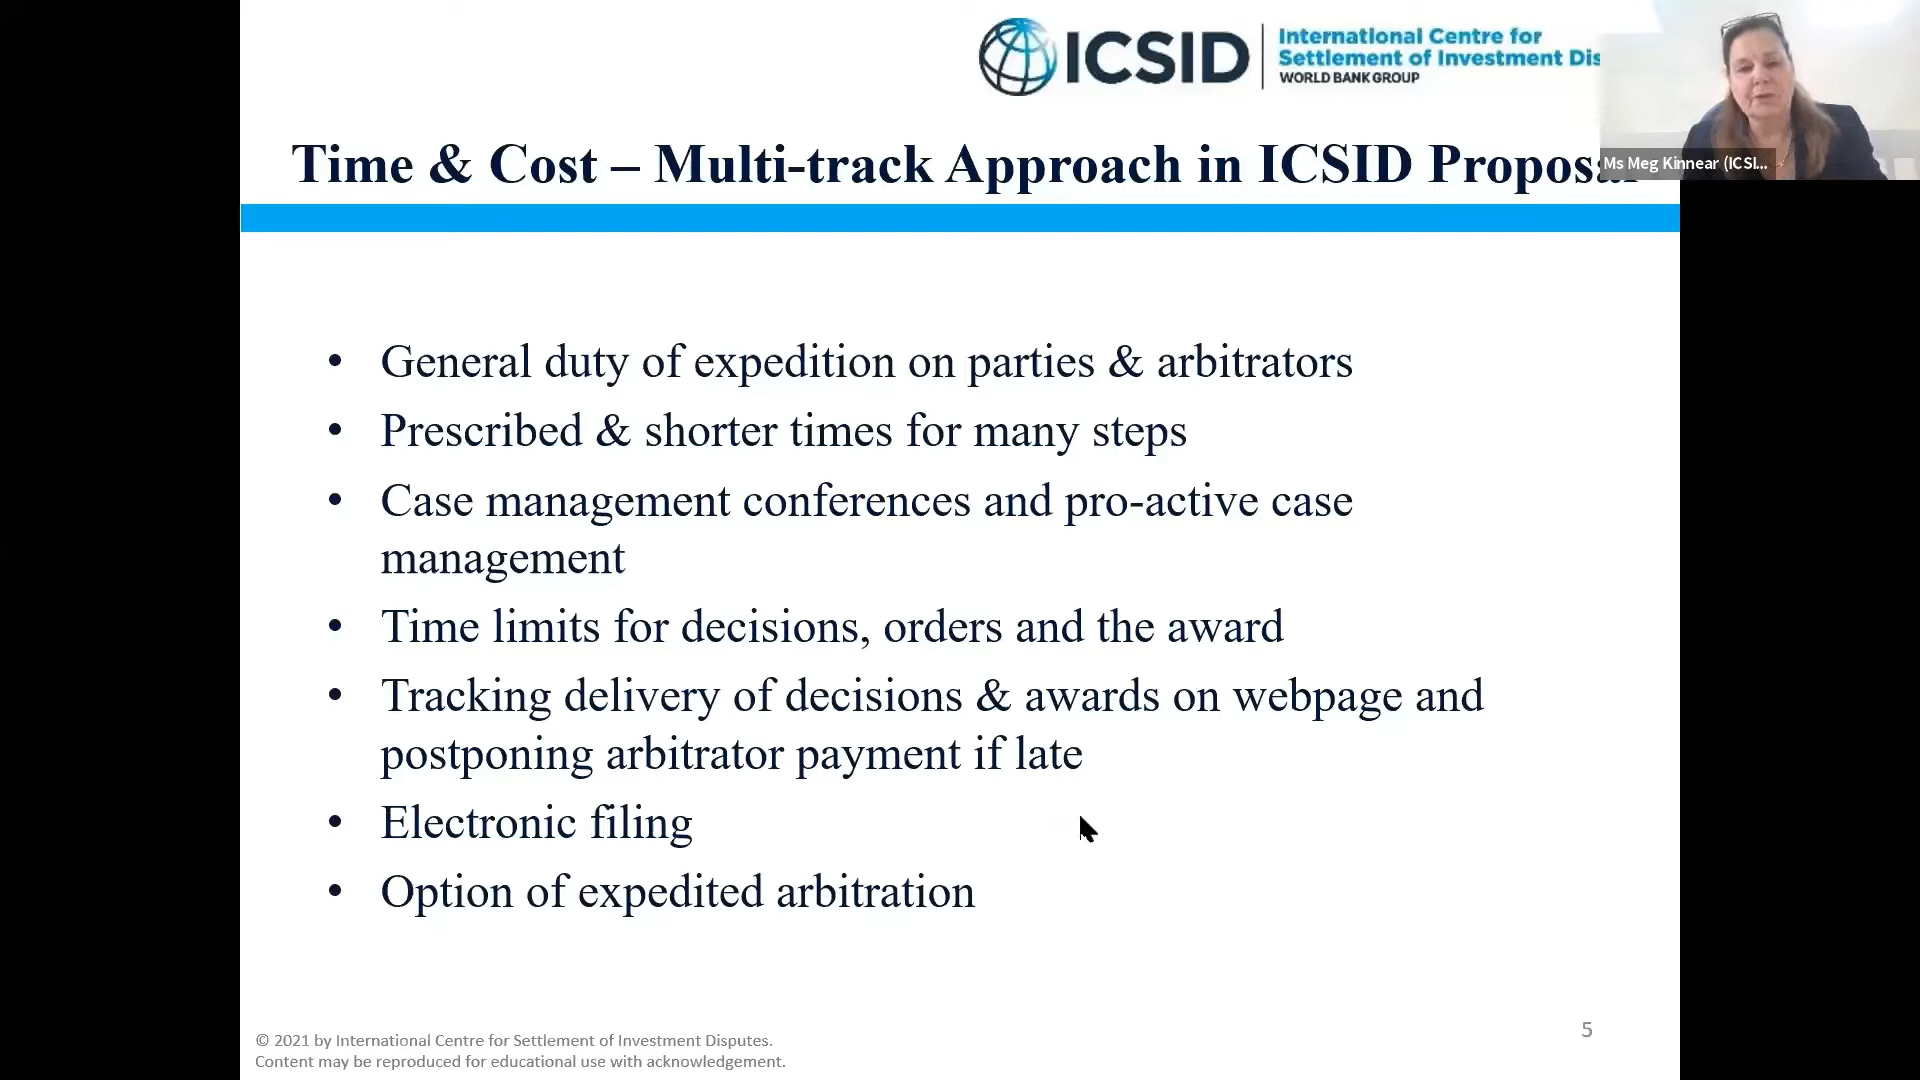 ICSID
International Centre for
Settlement of Investment Dis
WORLD BANK GROUP
Ms Meg Kinnear (ICSI...
Time & Cost – Multi-track Approach in ICSID Proposal
• General duty of expedition on parties & arbitrators
• Prescribed & shorter times for many steps
• Case management conferences and pro-active case
management
• Time limits for decisions, orders and the award
• Tracking delivery of decisions & awards on webpage and
postponing arbitrator payment if late
• Electronic filing
• Option of expedited arbitration
© 2021 by International Centre for Settlement of Investment Disputes.
Content may be reproduced for educational use with acknowledgement.
5